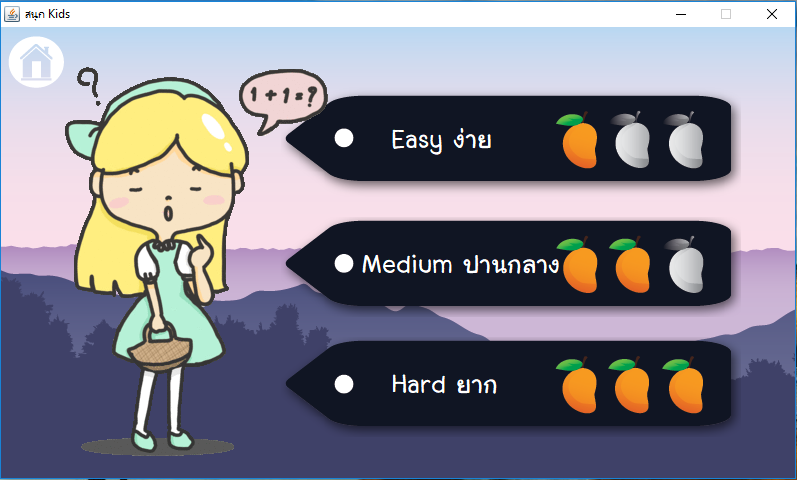 สนุก Kids
?
1 + 1 = ?
Easy ง่าย
Medium ปานกลาง
Hard ยาก